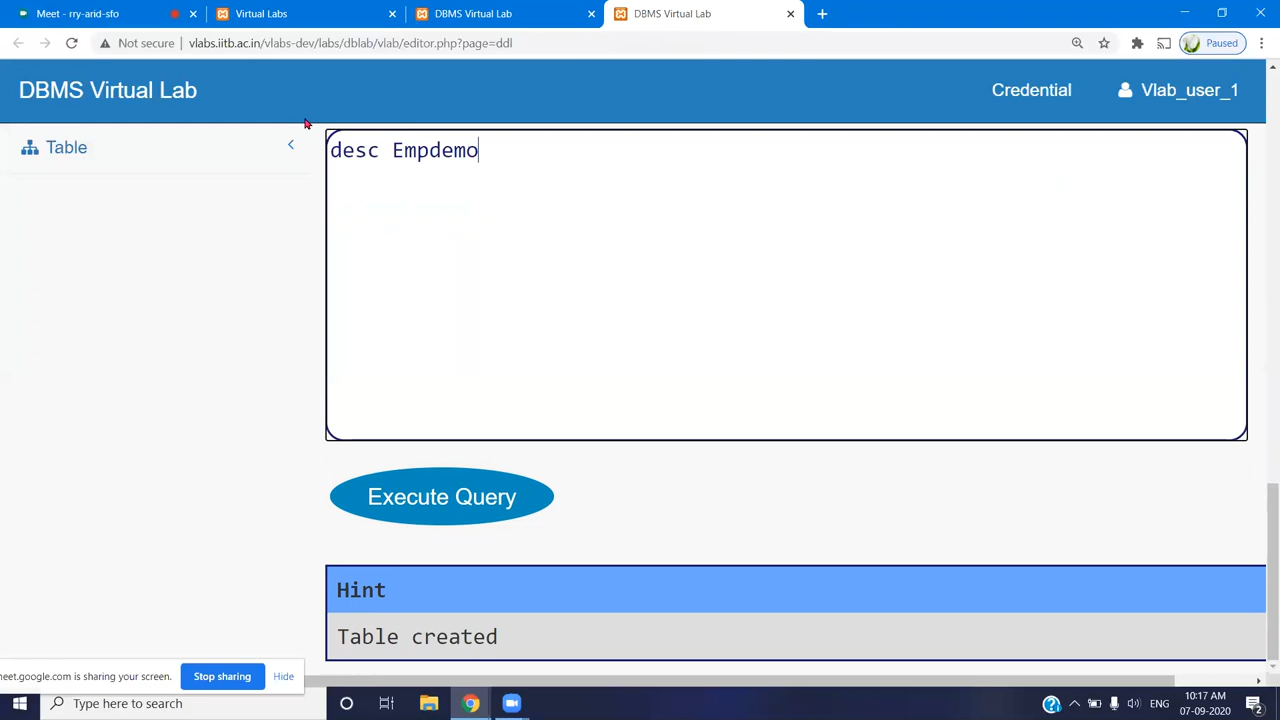 Meet - rry-arid-sfo
Virtual Labs
DBMS Virtual Lab
DBMS Virtual Lab
Not secure
vlabs.iitb.ac.in/vlabs-dev/labs/dblab/vlab/editor.php?page=ddl
Paused
DBMS Virtual Lab
Credential
Vlab_user_1
Table
desc Empdemo
Execute Query
Hint
Table created
meet.google.com is sharing your screen.
Stop sharing
Hide
Type here to search
ENG
10:17 AM
07-09-2020
2